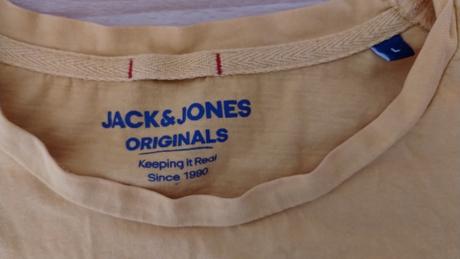 L
JACK&JONES
ORIGINALS
Keeping it Real
Since 1990